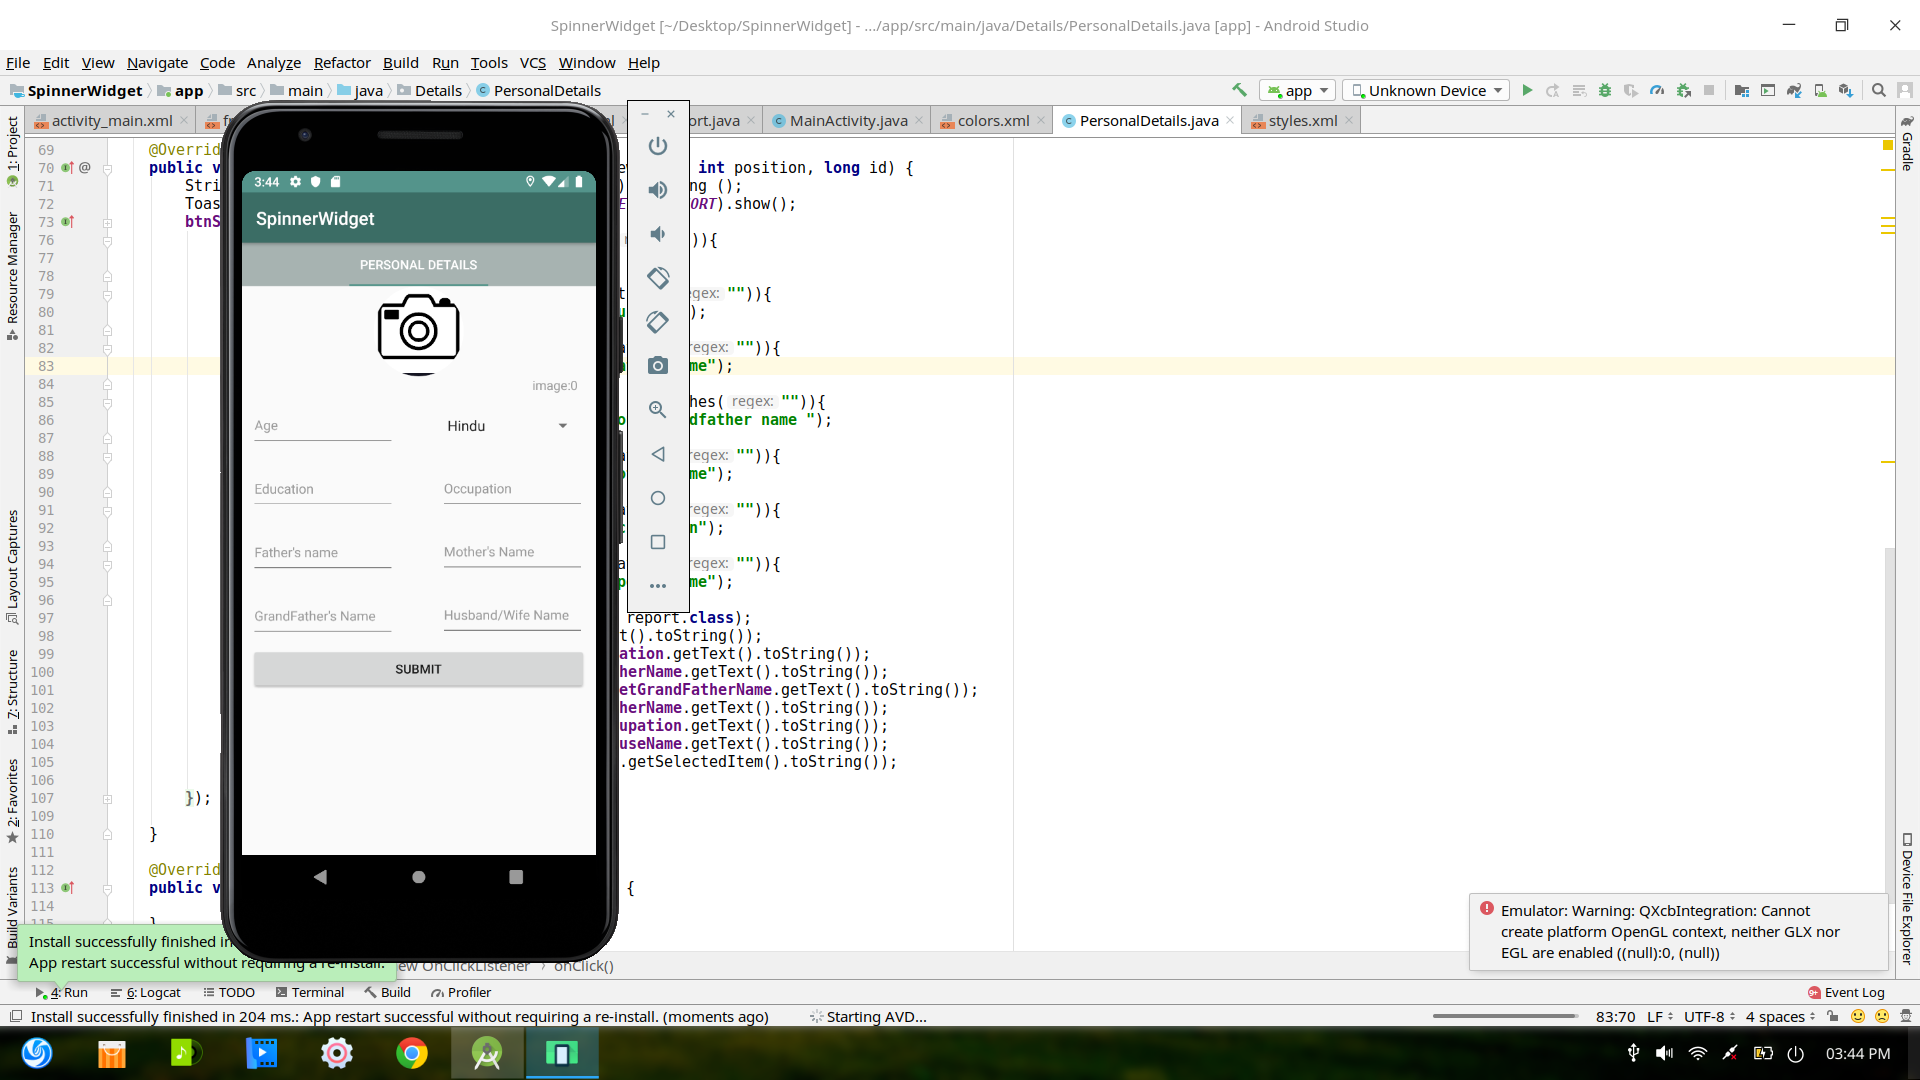 SpinnerWidget [~/Desktop/SpinnerWidget] - .../app/src/main/java/Details/PersonalDetails.java [app] - Android Studio
File Edit View Navigate Code Analyze Refactor Build Run Tools VCS Window Help
SpinnerWidget app src main java Details PersonalDetails
app Unknown Device
activity_main.xml MainActivity.java colors.xml PersonalDetails.java styles.xml
1: Project
Resource Manager
Layout Captures
7: Structure
2: Favorites
Build Variants
Gradle
Device File Explorer
69 @Overrid
70 @ public v int position, long id) {
71 Stri ng ();
72 Toas ORT).show();
73 btnS
76 )){
77
78
79 regex: "")){
80 );
81
82 regex: "")){
83 me");
84
85 hes( regex: "")){
86 dfather name ");
87
88 regex: "")){
89 me");
90
91 regex: "")){
92 n");
93
94 regex: "")){
95 me");
96
97 report.class);
98 t().toString());
99 ation.getText().toString());
100 herName.getText().toString());
101 etGrandFatherName.getText().toString());
102 herName.getText().toString());
103 upation.getText().toString());
104 useName.getText().toString());
105 .getSelectedItem().toString());
106
107 });
109
110 }
111
112 @Overrid
113 public v {
114
115 }
3:44
SpinnerWidget
PERSONAL DETAILS
image:0
Age Hindu
Education Occupation
Father's name Mother's Name
GrandFather's Name Husband/Wife Name
SUBMIT
Install successfully finished in
App restart successful without requiring a re-install.
ew OnClickListener onClick()
Emulator: Warning: QXcbIntegration: Cannot
create platform OpenGL context, neither GLX nor
EGL are enabled ((null):0, (null))
4: Run 6: Logcat TODO Terminal Build Profiler Event Log
Install successfully finished in 204 ms.: App restart successful without requiring a re-install. (moments ago) Starting AVD... 83:70 LF UTF-8 4 spaces
03:44 PM